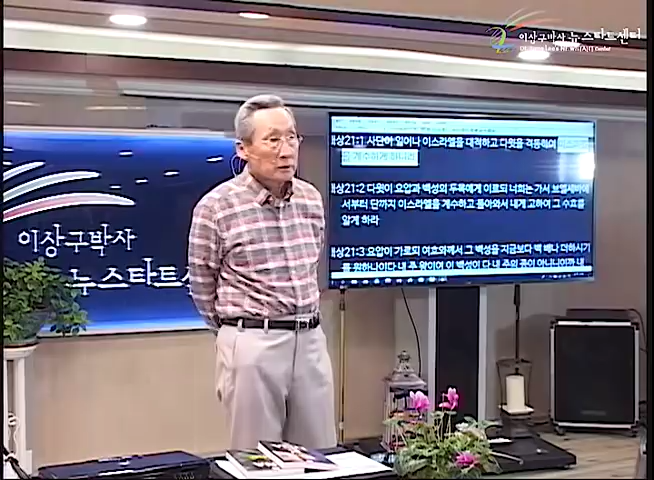 이상구박사 뉴스타트센터
대상21:1 사단이 일어나 이스라엘을 대적하고 다윗을 격동하여 이스라엘
을 계수하게 하니라
대상21:2 다윗이 요압과 백성의 두목에게 이르되 너희는 가서 브엘세바에
서부터 단까지 이스라엘을 계수하고 돌아와서 내게 고하여 그 수효를
알게 하라
대상21:3 요압이 가로되 여호와께서 그 백성을 지금보다 백 배나 더하시기
를 원하나이다 내 주 왕이여 이 백성이 다 내 주의 종이 아니니이까 내
이상구박사
뉴스타트